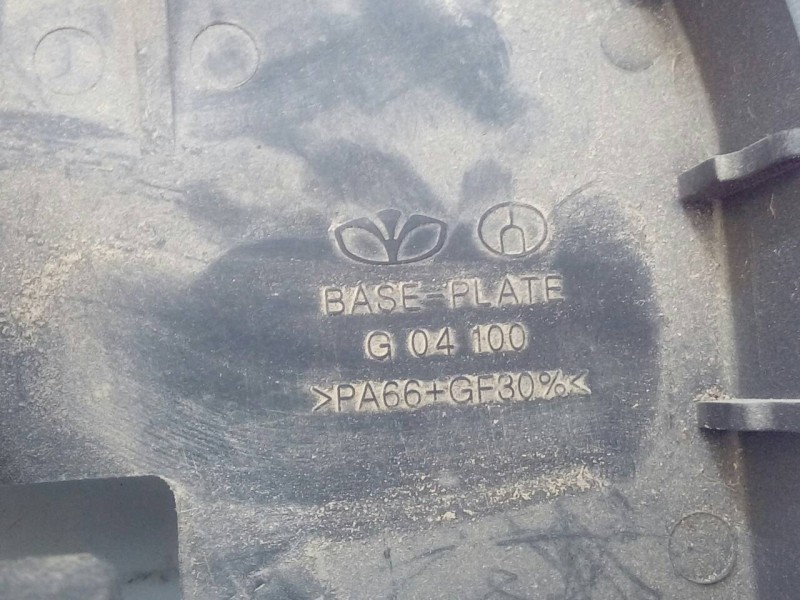 BASE-PLATE
G 04 100
>PA66+GF30%<